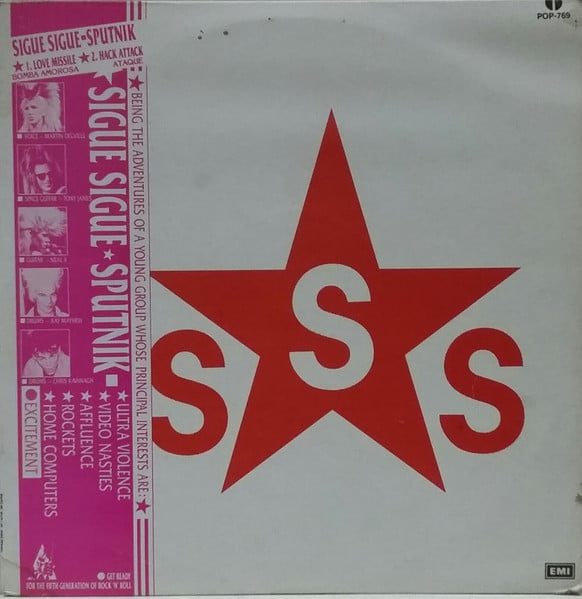 POP-769
SIGUE SIGUE-SPUTNIK
★ 1. LOVE MISSILE ★ 2. HACK ATTACK
BOMBA AMOROSA ATAQUE
VOICE - MARTIN DEGVILLE
SPACE GUITAR - TONY JAMES
GUITAR - NEAL X
DRUMS - RAY MAYHEW
DRUMS - CHRIS KAVANAGH
SIGUE SIGUE ★ SPUTNIK-
★ BEING THE ADVENTURES OF A YOUNG GROUP WHOSE PRINCIPAL INTERESTS ARE: ★
★ ULTRA VIOLENCE
★ VIDEO NASTIES
★ AFFLUENCE
★ ROCKETS
★ HOME COMPUTERS
EXCITEMENT
GET READY
FOR THE FIFTH GENERATION OF ROCK 'N' ROLL
S
S S
EMI